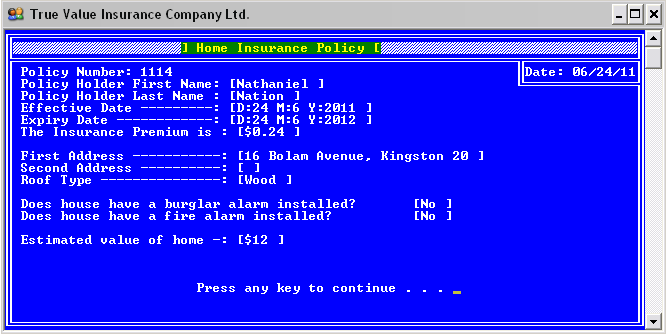 True Value Insurance Company Ltd.
] Home Insurance Policy [
Date: 06/24/11
Policy Number: 1114
Policy Holder First Name: [Nathaniel ]
Policy Holder Last Name : [Nation ]
Effective Date ----------: [D:24 M:6 Y:2011 ]
Expiry Date ------------: [D:24 M:6 Y:2012 ]
The Insurance Premium is : [$0.24 ]
First Address -----------: [16 Bolam Avenue, Kingston 20 ]
Second Address ----------: [ ]
Roof Type ---------------: [Wood ]
Does house have a burglar alarm installed? [No ]
Does house have a fire alarm installed? [No ]
Estimated value of home -: [$12 ]
Press any key to continue . . . _